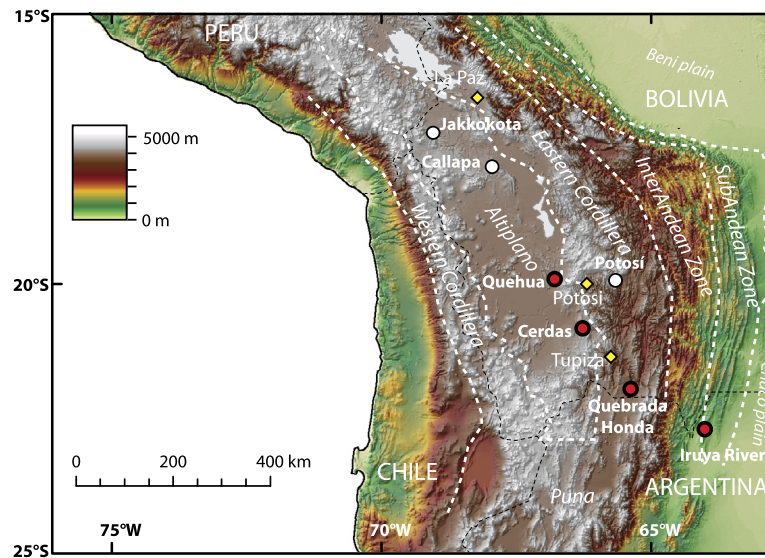 15°S
PERU
Beni plain
La Paz
BOLIVIA
Jakkokota
5000 m
Eastern Cordillera
Callapa
InterAndean Zone
SubAndean Zone
0 m
Western Cordillera
Altiplano
Potosí
20°S
Quehua
Potosi
Cerdas
Tupiza
Chaco plain
Quebrada
Honda
Iruya River
0 200 400 km
CHILE
ARGENTINA
Puna
75°W 70°W 65°W
25°S